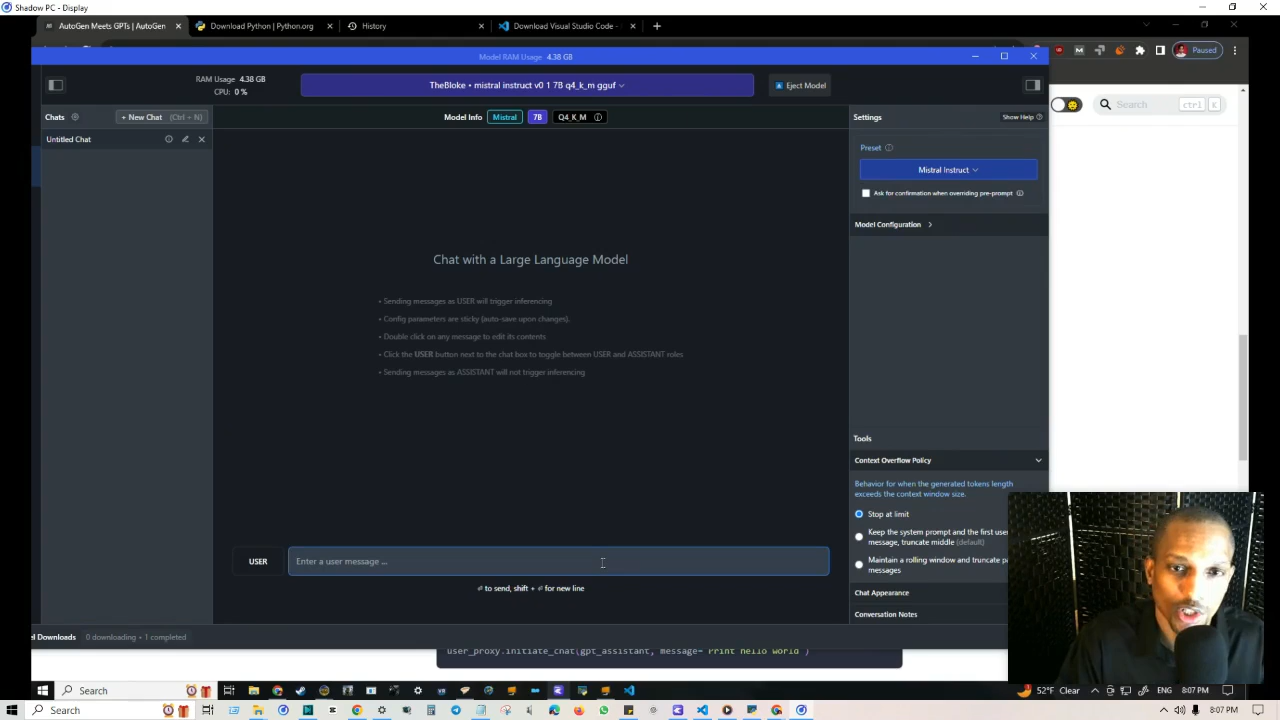 Shadow PC - Display
AutoGen Meets GPTs | AutoGen
Download Python | Python.org
History
Download Visual Studio Code -
Paused
Model RAM Usage 4.38 GB
RAM Usage 4.38 GB
CPU: 0 %
TheBloke • mistral instruct v0 1 7B q4_k_m gguf
Eject Model
Search
ctrl
K
Chats
+ New Chat (Ctrl + N)
Model Info
Mistral
7B
Q4_K_M
Settings
Show Help
Untitled Chat
Preset
Mistral Instruct
Ask for confirmation when overriding pre-prompt
Model Configuration
Chat with a Large Language Model
• Sending messages as USER will trigger inferencing
• Config parameters are sticky (auto-save upon changes).
• Double click on any message to edit its contents
• Click the USER button next to the chat box to toggle between USER and ASSISTANT roles
• Sending messages as ASSISTANT will not trigger inferencing
Tools
Context Overflow Policy
Behavior for when the generated tokens length
exceeds the context window size.
Stop at limit
Keep the system prompt and the first user
message, truncate middle (default)
Maintain a rolling window and truncate pa
messages
Chat Appearance
Conversation Notes
USER
Enter a user message ...
to send, shift + for new line
el Downloads
0 downloading • 1 completed
user_proxy.initiate_chat(gpt_assistant, message="Print hello world")
Search
52°F Clear
ENG
8:07 PM
Search
ENG
8:07 PM